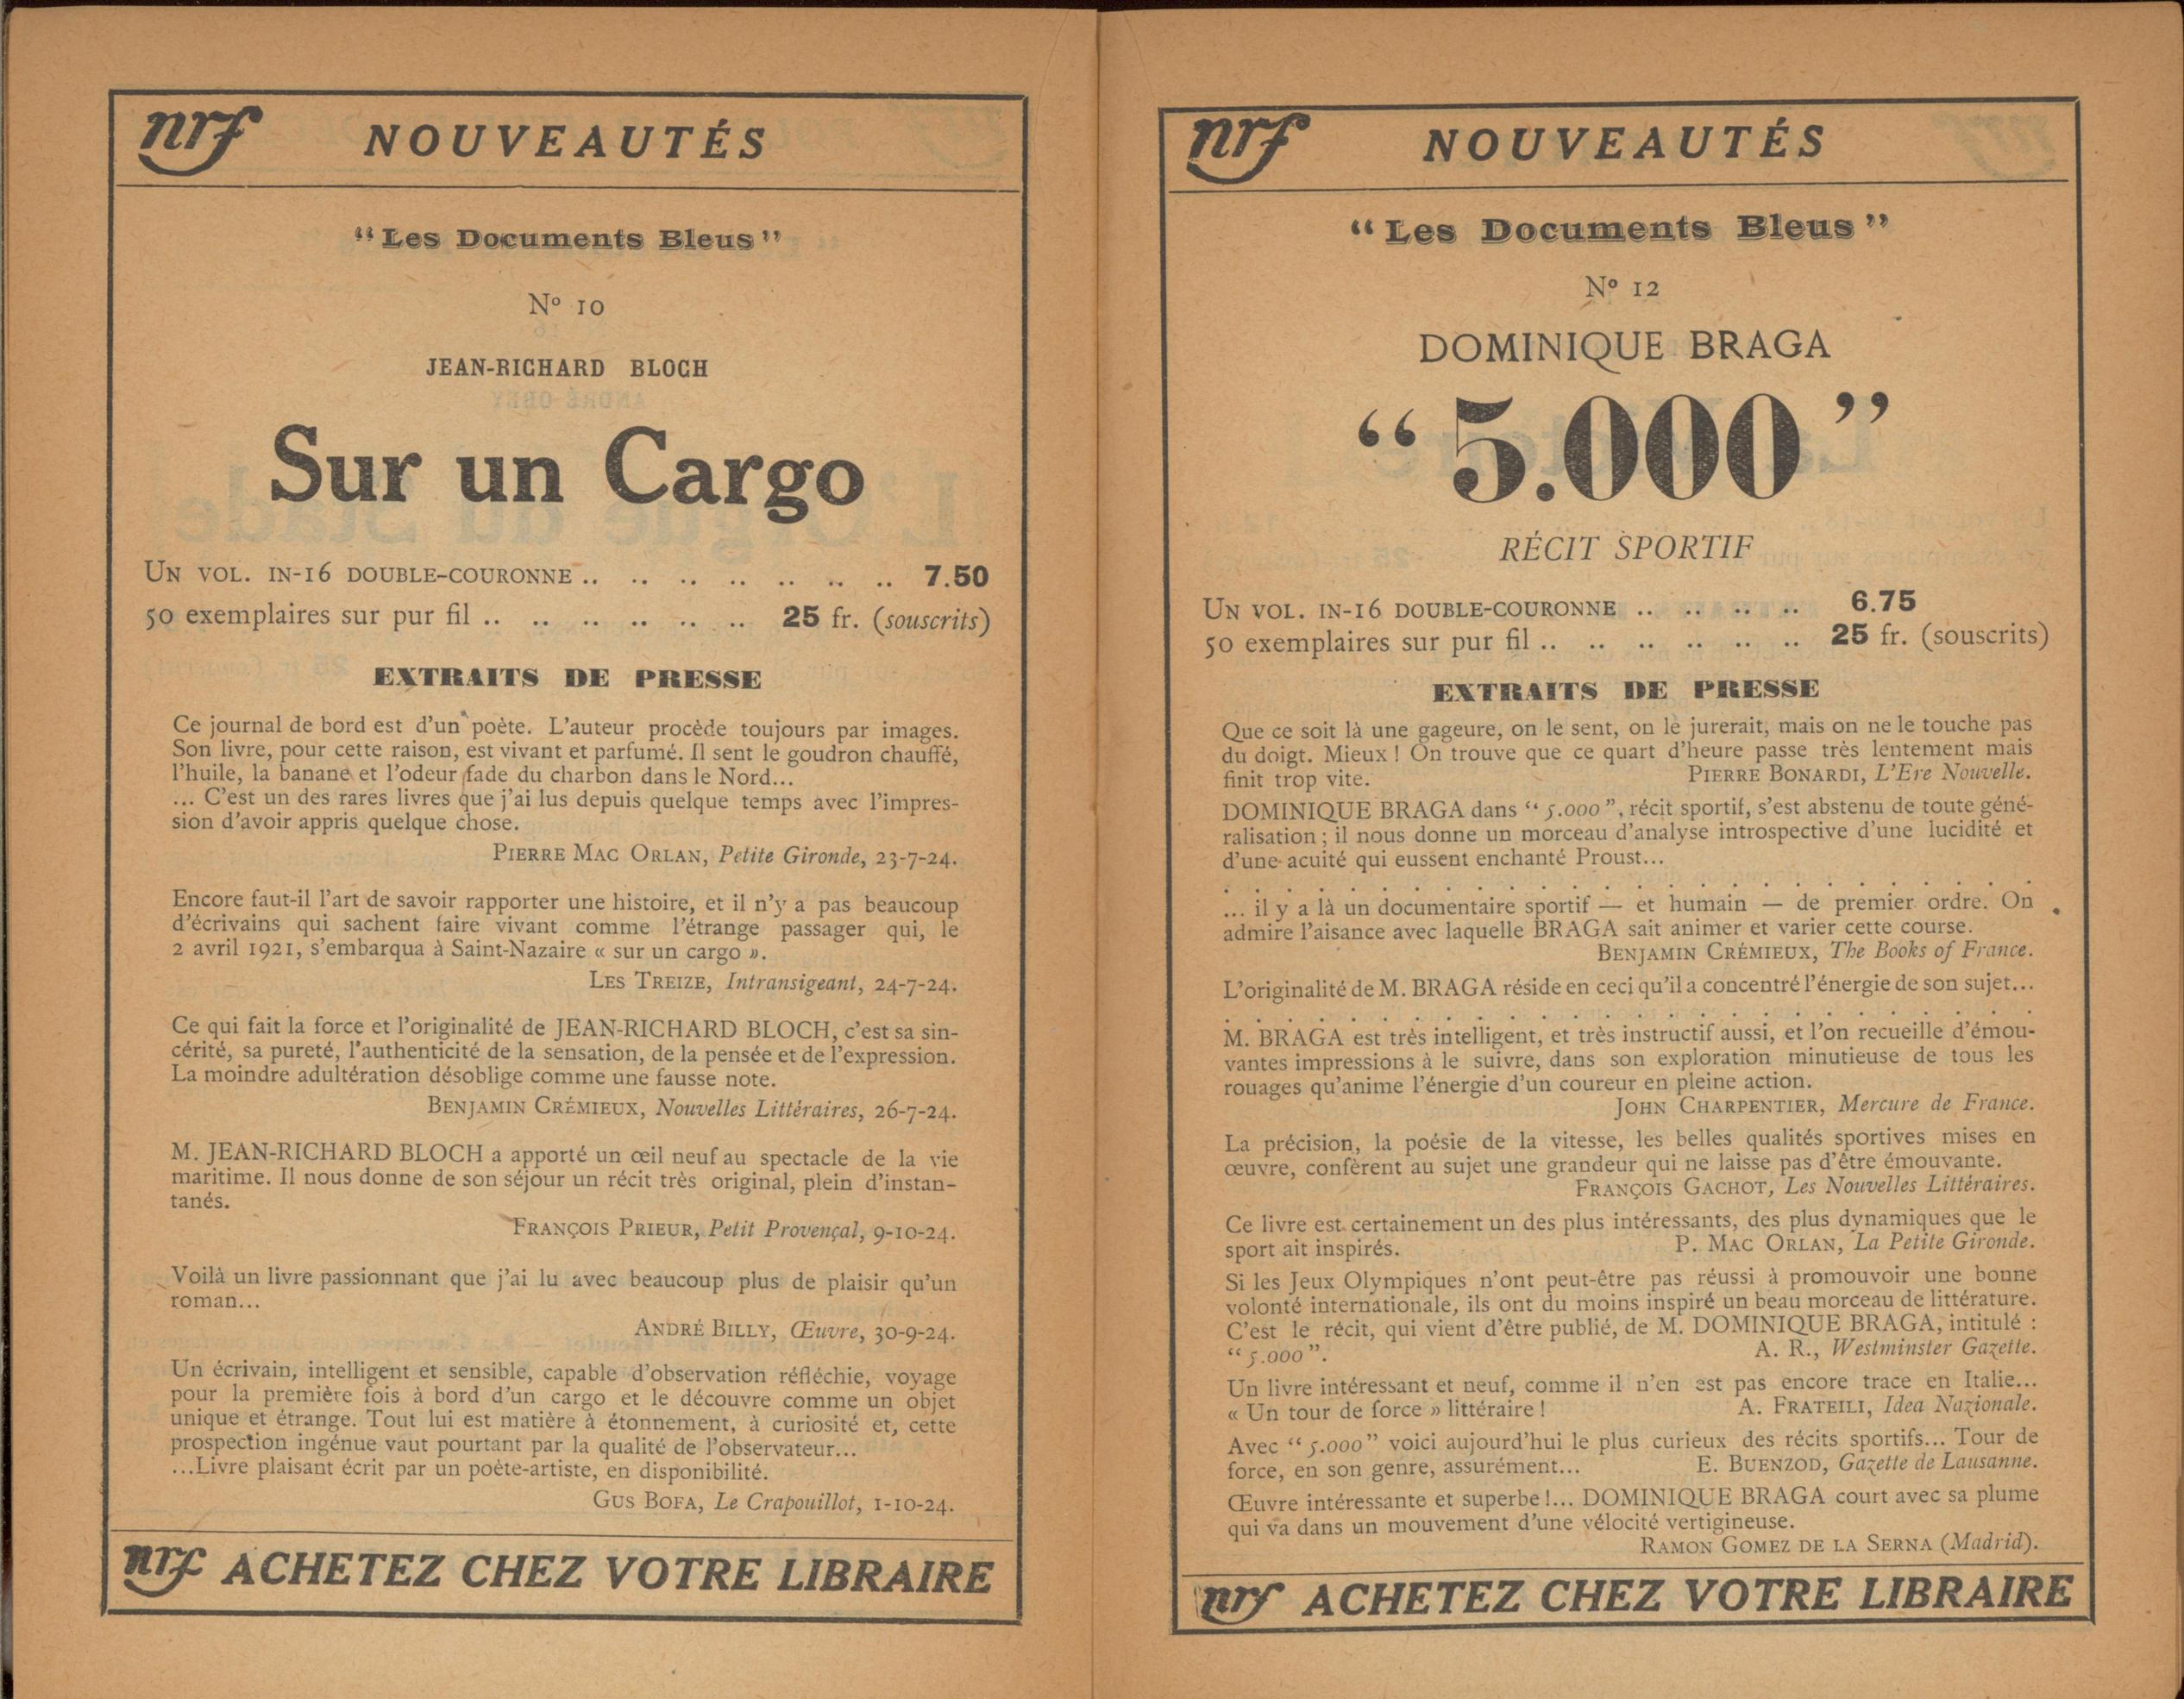 nrf NOUVEAUTÉS
“Les Documents Bleus”
Nº 10
JEAN-RICHARD BLOCH
Sur un Cargo
UN VOL. IN-16 DOUBLE-COURONNE .. .. .. .. .. .. .. 7.50
50 exemplaires sur pur fil .. .. .. .. .. .. 25 fr. (souscrits)
EXTRAITS DE PRESSE
Ce journal de bord est d'un poète. L'auteur procède toujours par images.
Son livre, pour cette raison, est vivant et parfumé. Il sent le goudron chauffé,
l'huile, la banane et l'odeur fade du charbon dans le Nord...
... C'est un des rares livres que j'ai lus depuis quelque temps avec l'impres-
sion d'avoir appris quelque chose.
PIERRE MAC ORLAN, Petite Gironde, 23-7-24.
Encore faut-il l'art de savoir rapporter une histoire, et il n'y a pas beaucoup
d'écrivains qui sachent faire vivant comme l'étrange passager qui, le
2 avril 1921, s'embarqua à Saint-Nazaire « sur un cargo ».
LES TREIZE, Intransigeant, 24-7-24.
Ce qui fait la force et l'originalité de JEAN-RICHARD BLOCH, c'est sa sin-
cérité, sa pureté, l'authenticité de la sensation, de la pensée et de l'expression.
La moindre adultération désoblige comme une fausse note.
BENJAMIN CRÉMIEUX, Nouvelles Littéraires, 26-7-24.
M. JEAN-RICHARD BLOCH a apporté un œil neuf au spectacle de la vie
maritime. Il nous donne de son séjour un récit très original, plein d'instan-
tanés.
FRANÇOIS PRIEUR, Petit Provençal, 9-10-24.
Voilà un livre passionnant que j'ai lu avec beaucoup plus de plaisir qu'un
roman...
ANDRÉ BILLY, Œuvre, 30-9-24.
Un écrivain, intelligent et sensible, capable d'observation réfléchie, voyage
pour la première fois à bord d'un cargo et le découvre comme un objet
unique et étrange. Tout lui est matière à étonnement, à curiosité et, cette
prospection ingénue vaut pourtant par la qualité de l'observateur...
...Livre plaisant écrit par un poète-artiste, en disponibilité.
GUS BOFA, Le Crapouillot, 1-10-24.
nrf ACHETEZ CHEZ VOTRE LIBRAIRE
nrf NOUVEAUTÉS
“Les Documents Bleus”
Nº 12
DOMINIQUE BRAGA
“5.000”
RÉCIT SPORTIF
UN VOL. IN-16 DOUBLE-COURONNE .. .. .. .. 6.75
50 exemplaires sur pur fil .. .. .. .. .. .. 25 fr. (souscrits)
EXTRAITS DE PRESSE
Que ce soit là une gageure, on le sent, on le jurerait, mais on ne le touche pas
du doigt. Mieux ! On trouve que ce quart d'heure passe très lentement mais
finit trop vite. PIERRE BONARDI, L'Ere Nouvelle.
DOMINIQUE BRAGA dans “5.000”, récit sportif, s'est abstenu de toute géné-
ralisation ; il nous donne un morceau d'analyse introspective d'une lucidité et
d'une acuité qui eussent enchanté Proust...
. . . . . . . . . . . . . . . . . . . . . . . . . .
... il y a là un documentaire sportif — et humain — de premier ordre. On
admire l'aisance avec laquelle BRAGA sait animer et varier cette course.
BENJAMIN CRÉMIEUX, The Books of France.
L'originalité de M. BRAGA réside en ceci qu'il a concentré l'énergie de son sujet...
. . . . . . . . . . . . . . . . . . . . . . . . . .
M. BRAGA est très intelligent, et très instructif aussi, et l'on recueille d'émou-
vantes impressions à le suivre, dans son exploration minutieuse de tous les
rouages qu'anime l'énergie d'un coureur en pleine action.
JOHN CHARPENTIER, Mercure de France.
La précision, la poésie de la vitesse, les belles qualités sportives mises en
œuvre, confèrent au sujet une grandeur qui ne laisse pas d'être émouvante.
FRANÇOIS GACHOT, Les Nouvelles Littéraires.
Ce livre est certainement un des plus intéressants, des plus dynamiques que le
sport ait inspirés. P. MAC ORLAN, La Petite Gironde.
Si les Jeux Olympiques n'ont peut-être pas réussi à promouvoir une bonne
volonté internationale, ils ont du moins inspiré un beau morceau de littérature.
C'est le récit, qui vient d'être publié, de M. DOMINIQUE BRAGA, intitulé :
“5.000”. A. R., Westminster Gazette.
Un livre intéressant et neuf, comme il n'en est pas encore trace en Italie...
« Un tour de force » littéraire ! A. FRATEILI, Idea Nazionale.
Avec “5.000” voici aujourd'hui le plus curieux des récits sportifs... Tour de
force, en son genre, assurément... E. BUENZOD, Gazette de Lausanne.
Œuvre intéressante et superbe !... DOMINIQUE BRAGA court avec sa plume
qui va dans un mouvement d'une vélocité vertigineuse.
RAMON GOMEZ DE LA SERNA (Madrid).
nrf ACHETEZ CHEZ VOTRE LIBRAIRE